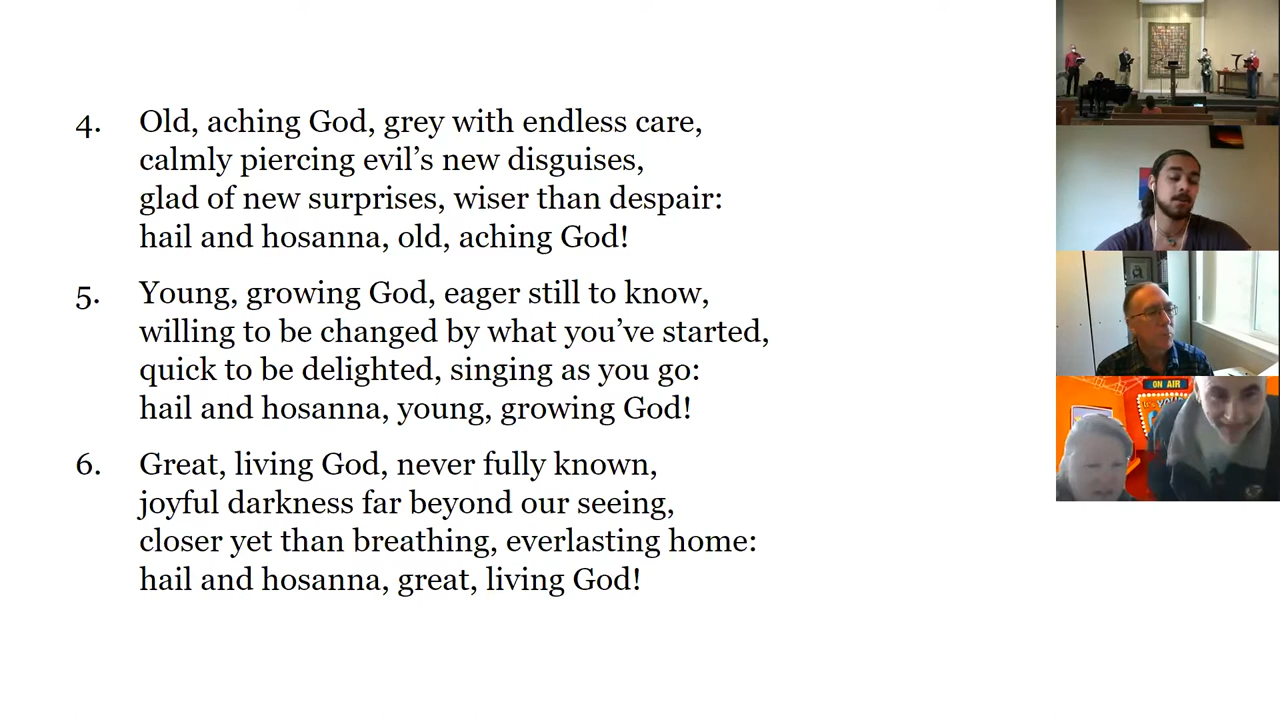 4. Old, aching God, grey with endless care,
calmly piercing evil’s new disguises,
glad of new surprises, wiser than despair:
hail and hosanna, old, aching God!
5. Young, growing God, eager still to know,
willing to be changed by what you’ve started,
quick to be delighted, singing as you go:
hail and hosanna, young, growing God!
6. Great, living God, never fully known,
joyful darkness far beyond our seeing,
closer yet than breathing, everlasting home:
hail and hosanna, great, living God!
ON AIR